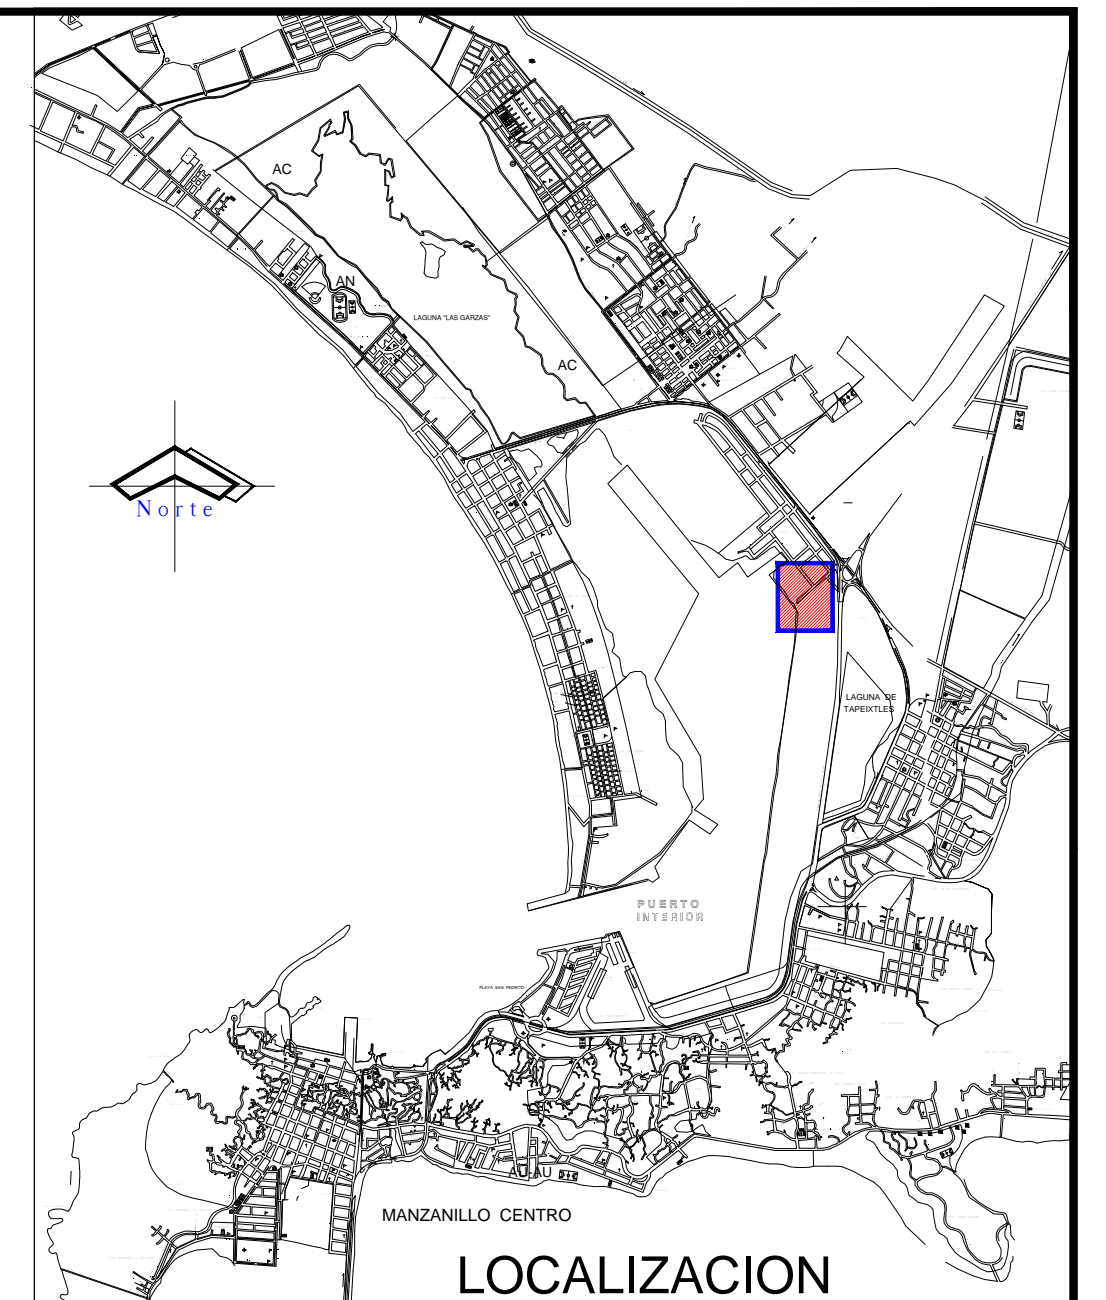 AC
AN
LAGUNA "LAS GARZAS"
AC
Norte
LAGUNA DE
TAPEIXTLES
PUERTO
INTERIOR
PLAYA SAN PEDRITO
MANZANILLO CENTRO
LOCALIZACION